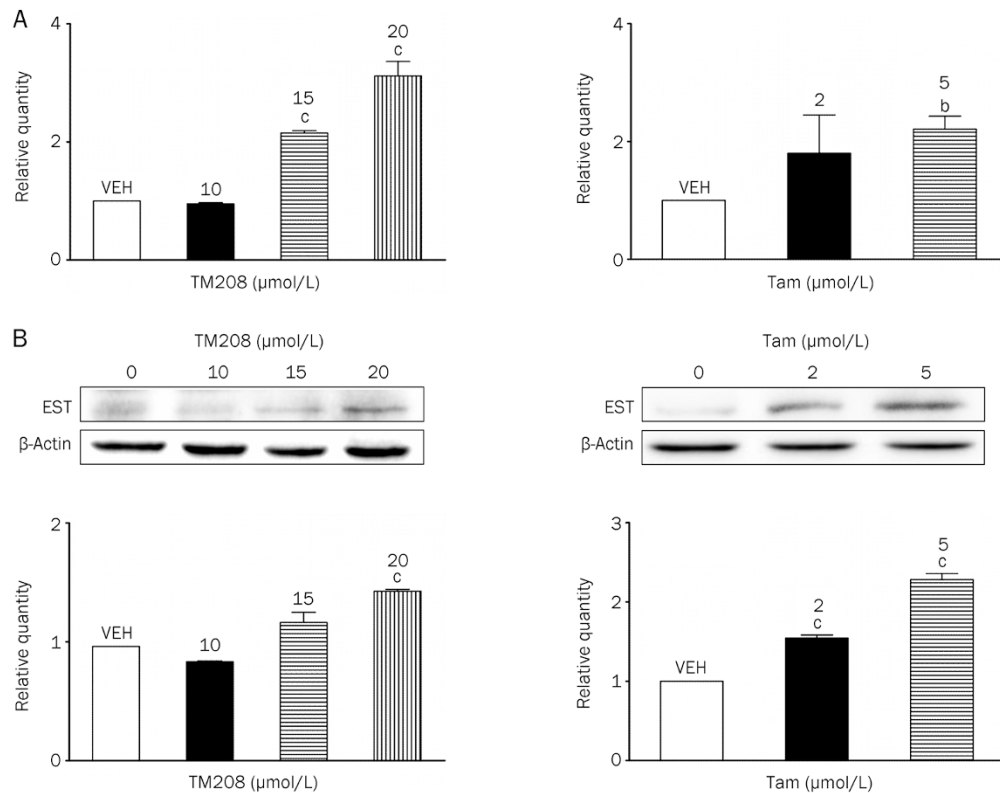 A
Relative quantity
4
2
0
VEH
10
15
c
20
c
TM208 (µmol/L)
Relative quantity
4
2
0
VEH
2
5
b
Tam (µmol/L)
B
TM208 (µmol/L)
0 10 15 20
EST
β-Actin
Tam (µmol/L)
0 2 5
EST
β-Actin
Relative quantity
2
1
0
VEH
10
15
20
c
TM208 (µmol/L)
Relative quantity
3
2
1
0
VEH
2
c
5
c
Tam (µmol/L)